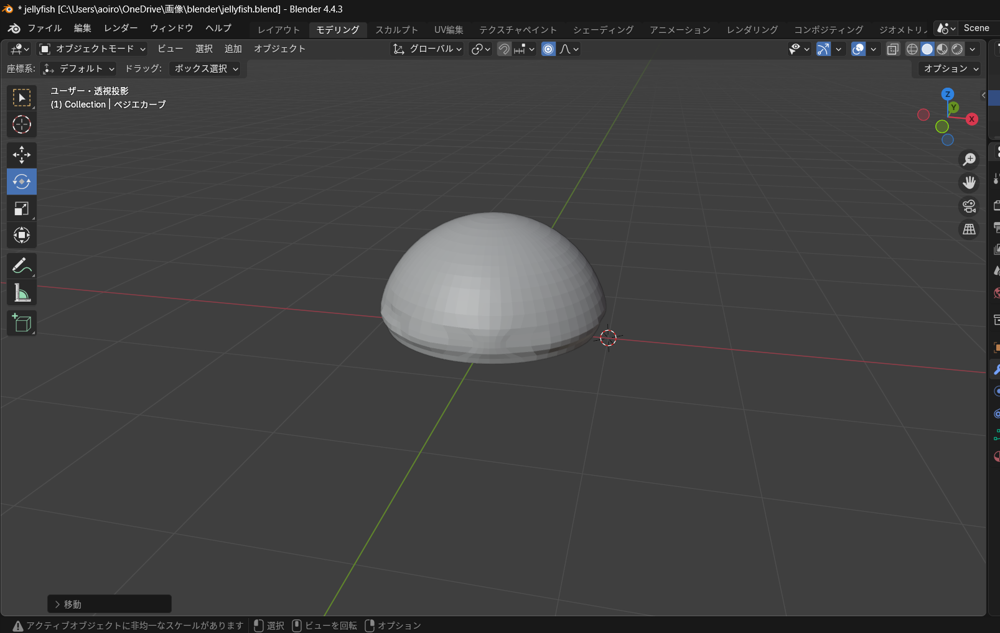 * jellyfish [C:\Users\aoiro\OneDrive\画像\blender\jellyfish.blend] - Blender 4.4.3
ファイル 編集 レンダー ウィンドウ ヘルプ レイアウト モデリング スカルプト UV編集 テクスチャペイント シェーディング アニメーション レンダリング コンポジティング ジオメトリ Scene
オブジェクトモード ビュー 選択 追加 オブジェクト グローバル
座標系: デフォルト ドラッグ: ボックス選択 オプション
ユーザー・透視投影
(1) Collection | ベジエカーブ
Z
Y
X
移動
アクティブオブジェクトに非均一なスケールがあります 選択 ビューを回転 オプション